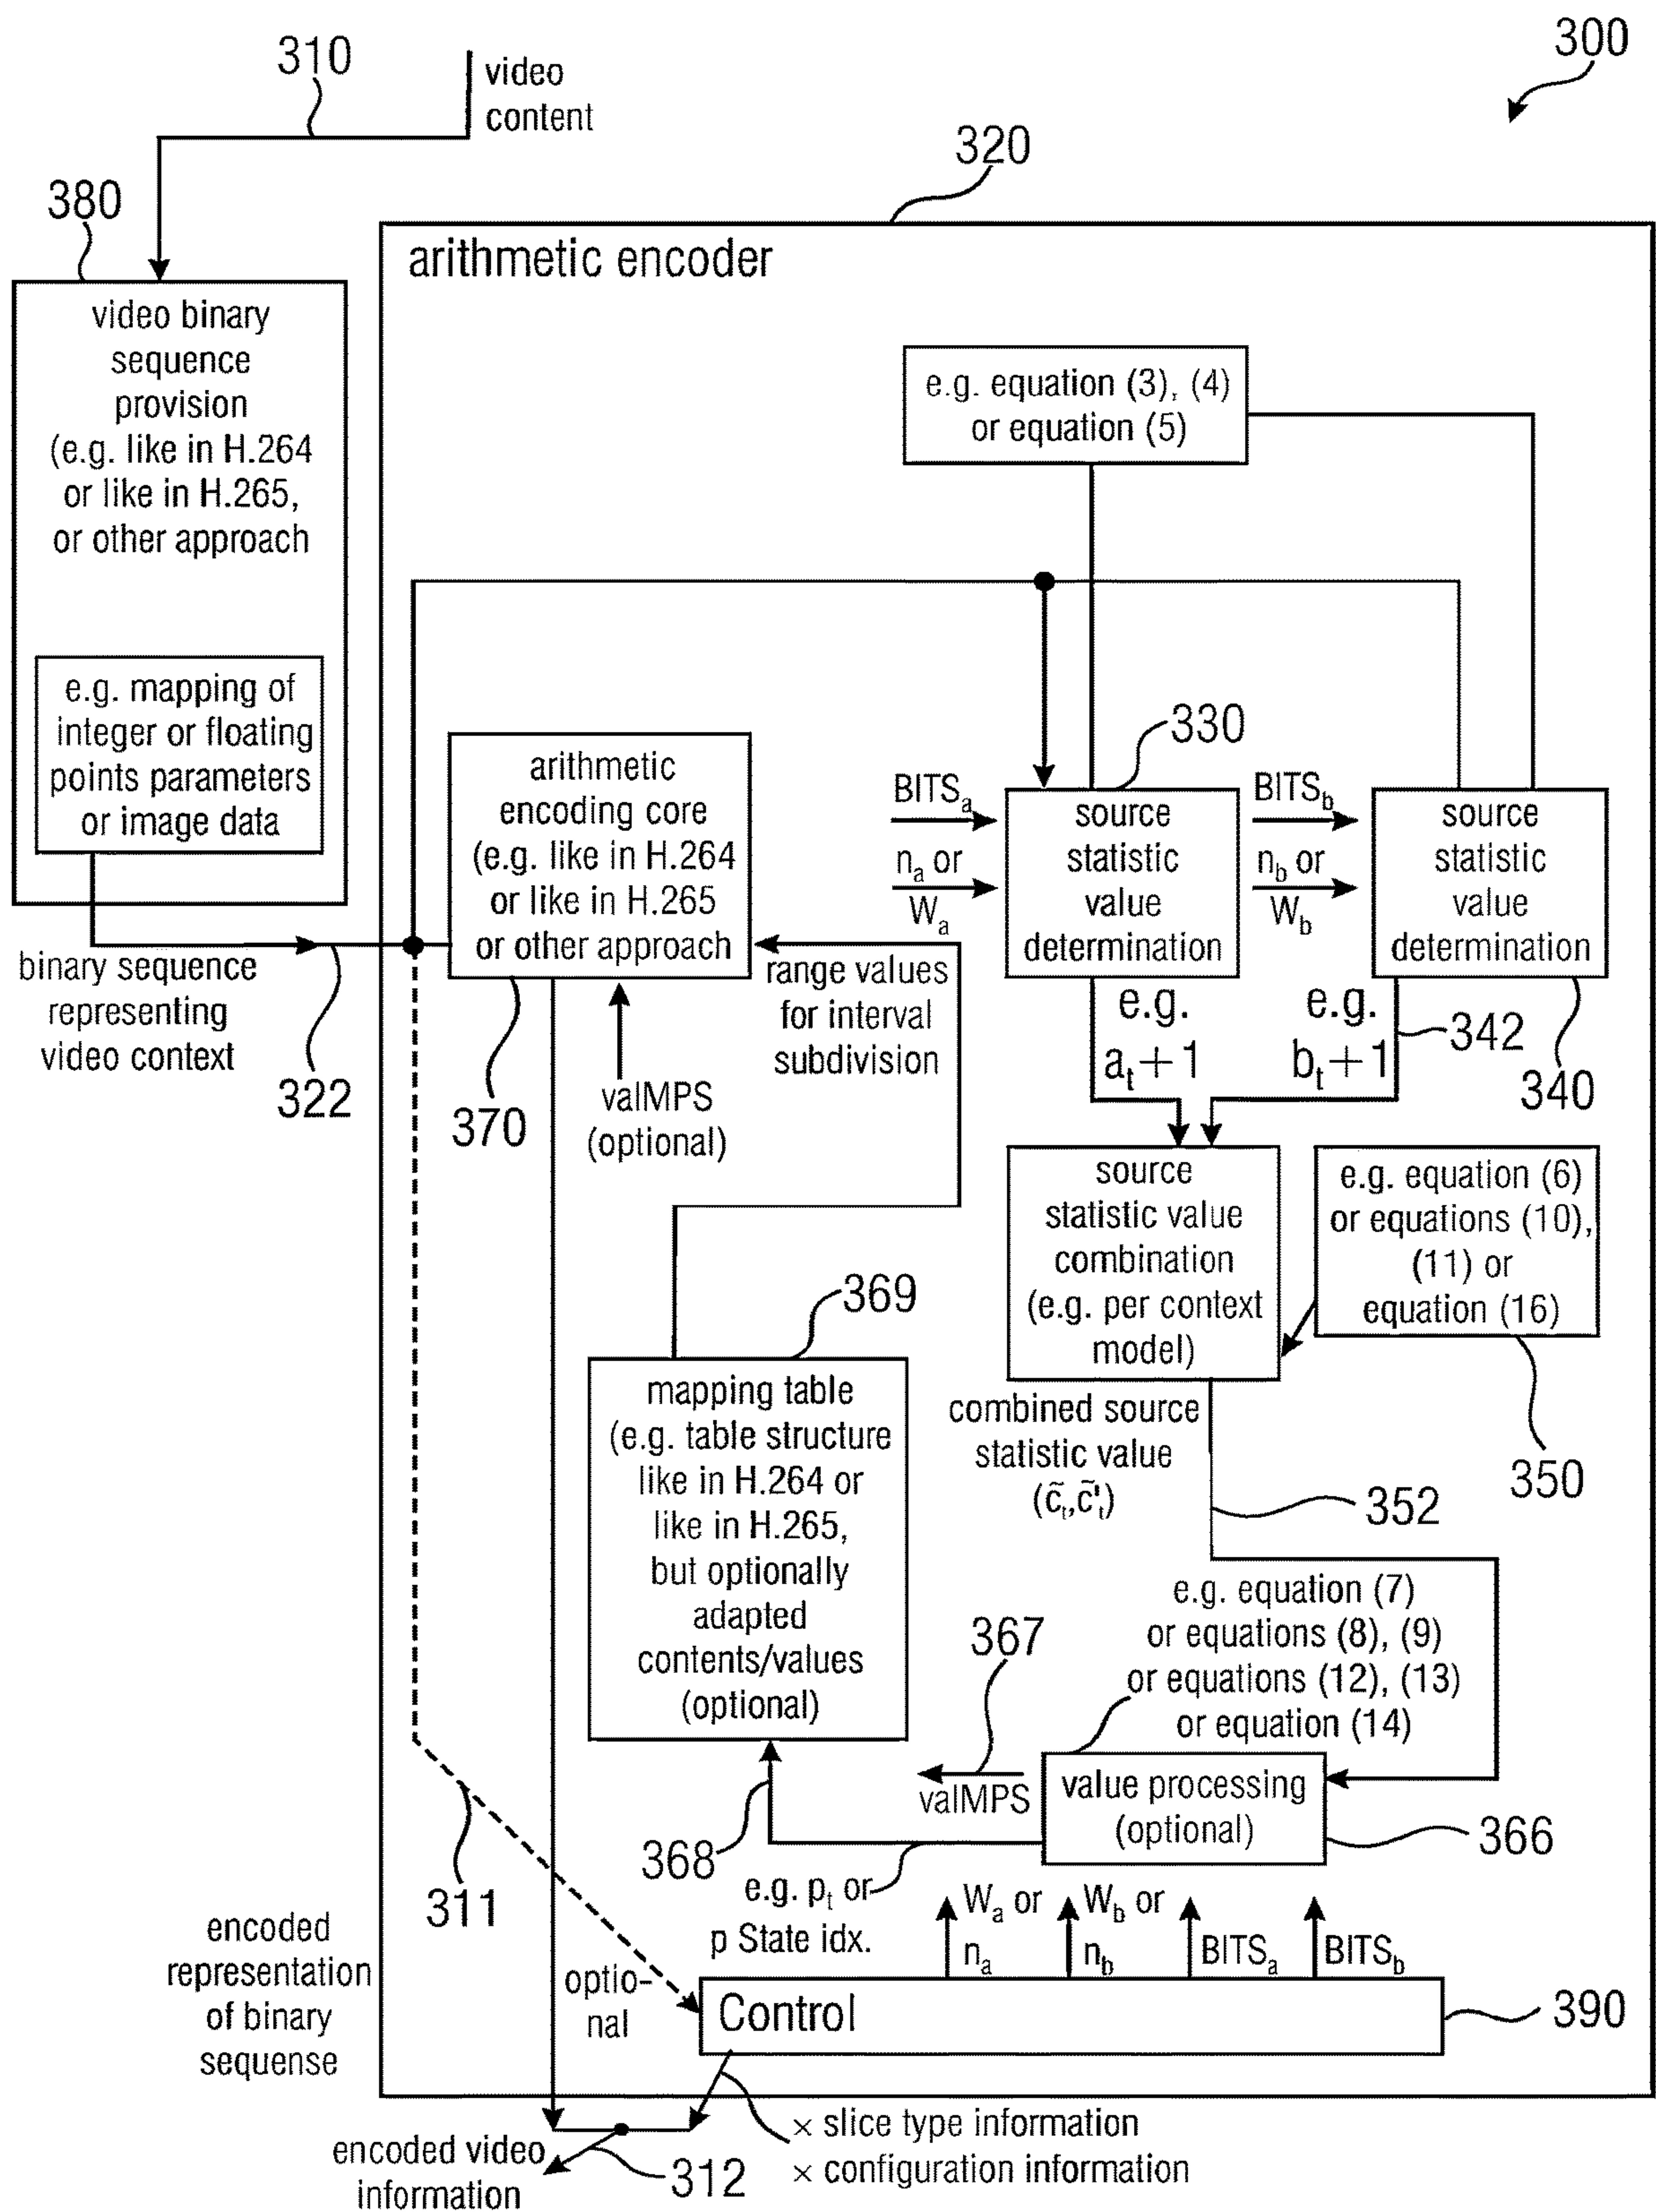 310
video
content
300
320
380
arithmetic encoder
video binary
sequence
provision
(e.g. like in H.264
or like in H.265,
or other approach
e.g. mapping of
integer or floating
points parameters
or image data
e.g. equation (3), (4)
or equation (5)
330
arithmetic
encoding core
(e.g. like in H.264
or like in H.265
or other approach
BITSa
na or
Wa
source
statistic
value
determination
BITSb
nb or
Wb
source
statistic
value
determination
binary sequence
representing
video context
322
370
valMPS
(optional)
range values
for interval
subdivision
e.g.
at+1
e.g.
bt+1
342
340
source
statistic value
combination
(e.g. per context
model)
e.g. equation (6)
or equations (10),
(11) or
equation (16)
350
369
mapping table
(e.g. table structure
like in H.264 or
like in H.265,
but optionally
adapted
contents/values
(optional)
combined source
statistic value
(c̃t,c̃'t)
352
e.g. equation (7)
or equations (8), (9)
or equations (12), (13)
or equation (14)
367
valMPS
value processing
(optional)
366
368
e.g. pt or
p State idx.
311
Wa or
na
Wb or
nb
BITSa
BITSb
encoded
representation
of binary
sequense
optio-
nal
Control
390
encoded video
information
312
× slice type information
× configuration information